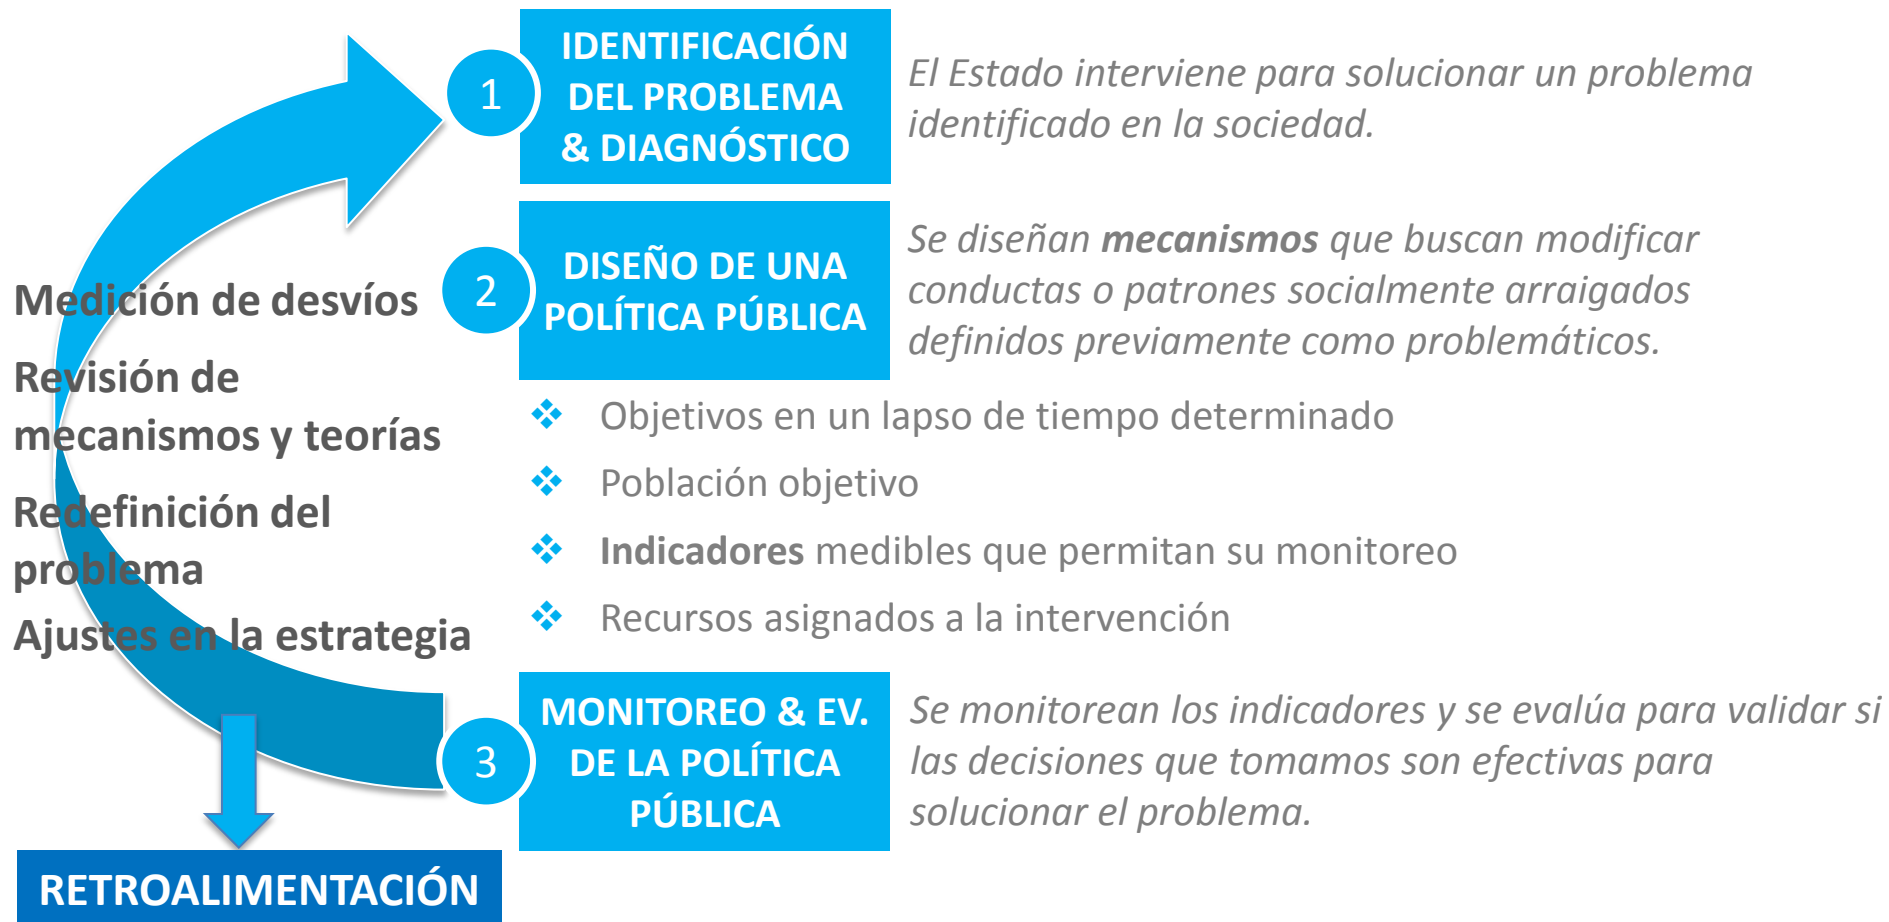 1
IDENTIFICACIÓN
DEL PROBLEMA
& DIAGNÓSTICO
El Estado interviene para solucionar un problema
identificado en la sociedad.
2
DISEÑO DE UNA
POLÍTICA PÚBLICA
Se diseñan mecanismos que buscan modificar
conductas o patrones socialmente arraigados
definidos previamente como problemáticos.
Objetivos en un lapso de tiempo determinado
Población objetivo
Indicadores medibles que permitan su monitoreo
Recursos asignados a la intervención
3
MONITOREO & EV.
DE LA POLÍTICA
PÚBLICA
Se monitorean los indicadores y se evalúa para validar si
las decisiones que tomamos son efectivas para
solucionar el problema.
Medición de desvíos
Revisión de
mecanismos y teorías
Redefinición del
problema
Ajustes en la estrategia
RETROALIMENTACIÓN